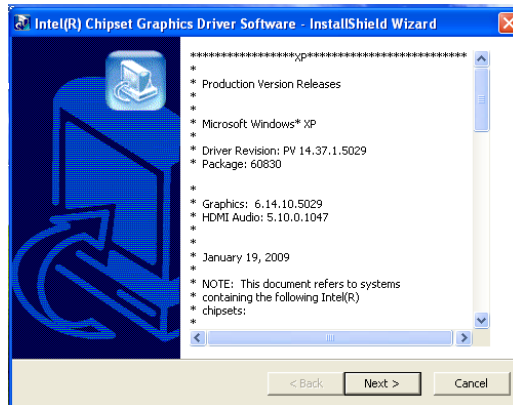 Intel(R) Chipset Graphics Driver Software - InstallShield Wizard
******************XP****************************
*
* Production Version Releases
*
*
* Microsoft Windows* XP
*
* Driver Revision: PV 14.37.1.5029
* Package: 60830
*
*
* Graphics: 6.14.10.5029
* HDMI Audio: 5.10.0.1047
*
*
* January 19, 2009
*
* NOTE: This document refers to systems
* containing the following Intel(R)
* chipsets:
*
< Back
Next >
Cancel